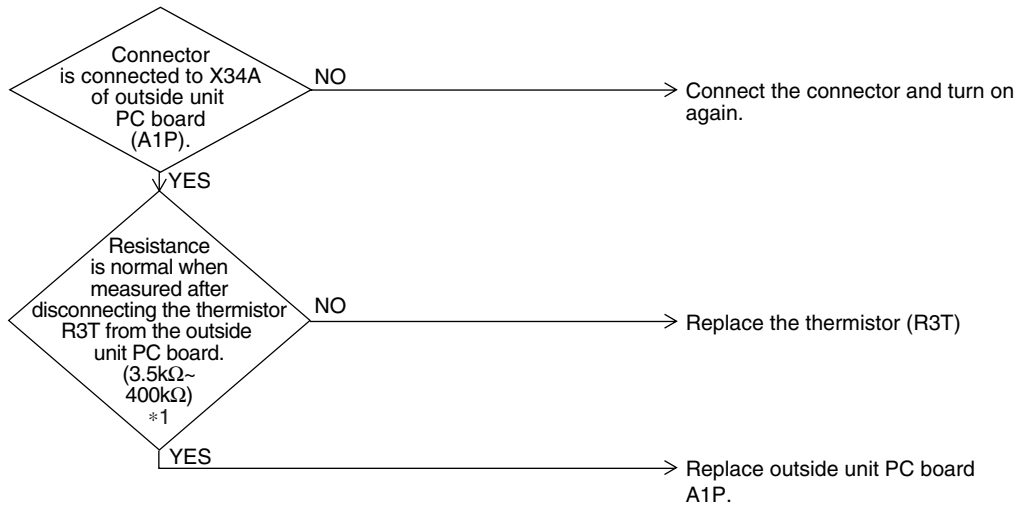 Connector
is connected to X34A
of outside unit
PC board
(A1P).
NO
Connect the connector and turn on
again.
YES
Resistance
is normal when
measured after
disconnecting the thermistor
R3T from the outside
unit PC board.
(3.5kΩ~
400kΩ)
*1
NO
Replace the thermistor (R3T)
YES
Replace outside unit PC board
A1P.